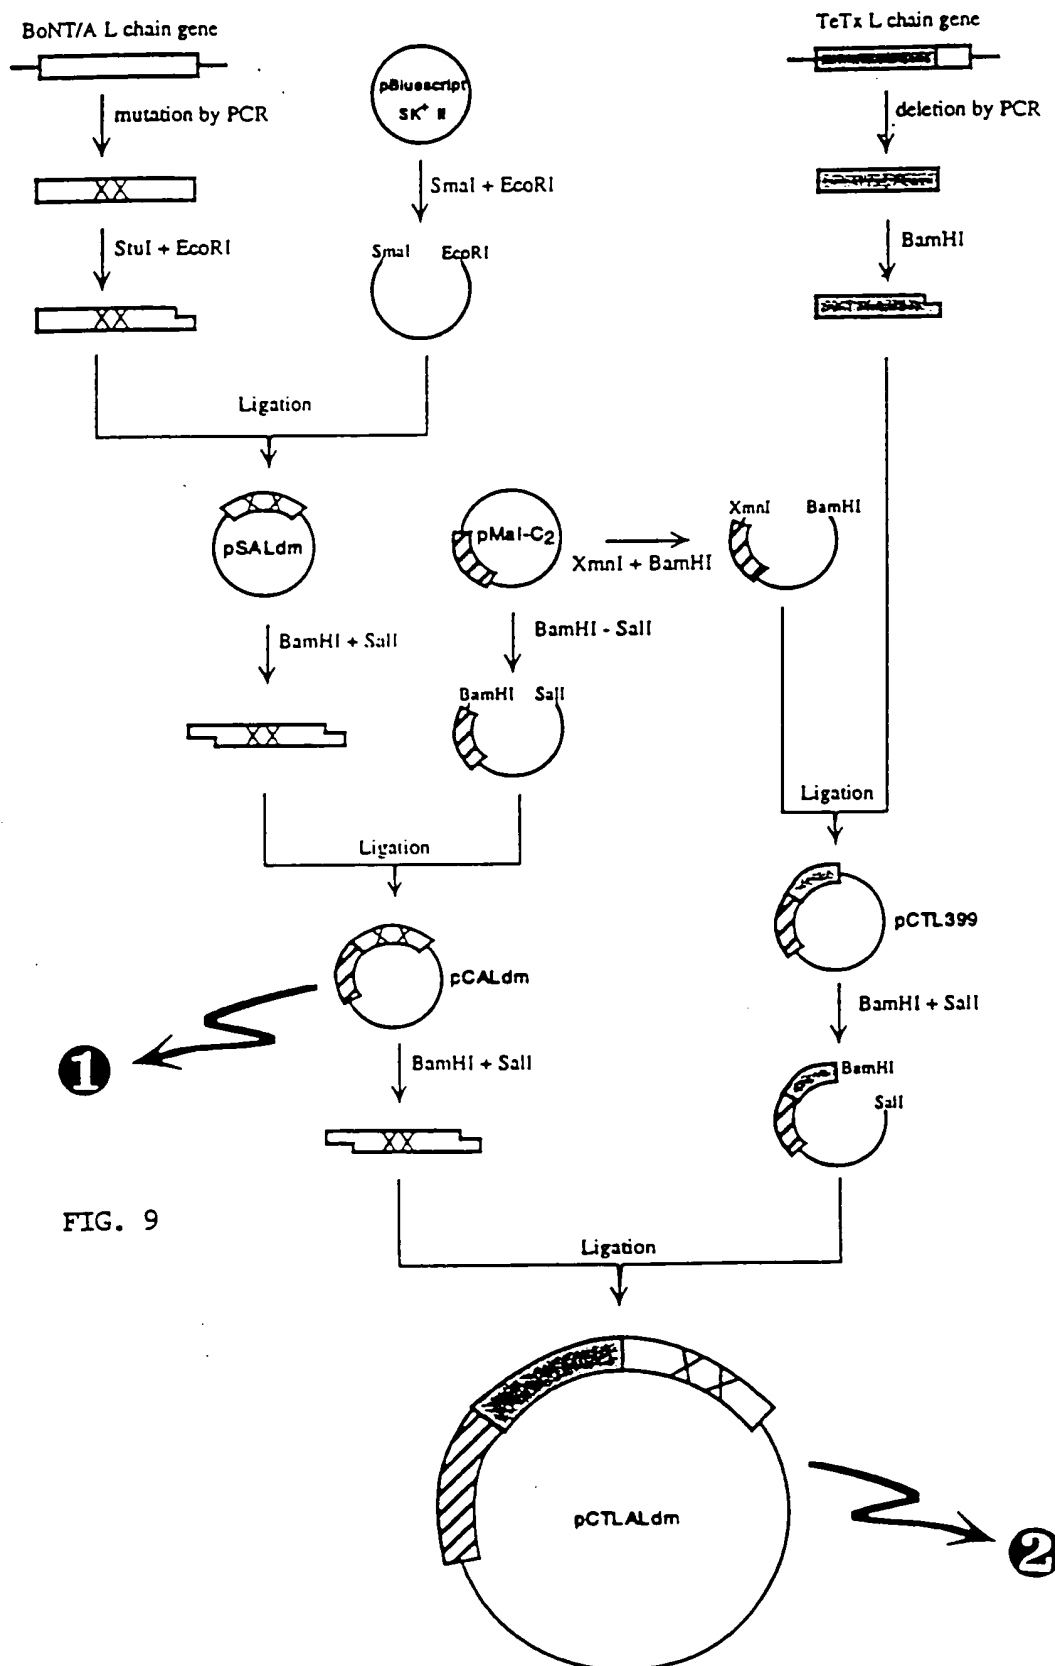 BoNT/A L chain gene
TeTx L chain gene
pBluescript
SK+ II
mutation by PCR
deletion by PCR
SmaI + EcoRI
StuI + EcoRI
SmaI
EcoRI
BamHI
Ligation
XmnI
BamHI
pSALdm
pMal-C2
XmnI + BamHI
BamHI + SalI
BamHI - SalI
BamHI
SalI
Ligation
Ligation
pCTL399
pCALdm
BamHI + SalI
1
BamHI + SalI
BamHI
SalI
FIG. 9
Ligation
pCTLALdm
2